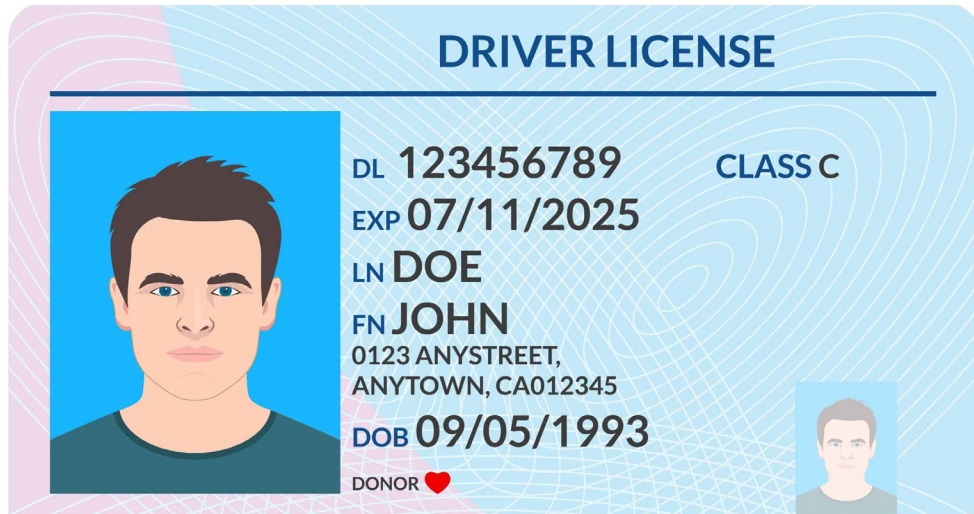 DRIVER LICENSE
DL 123456789 CLASS C
EXP 07/11/2025
LN DOE
FN JOHN
0123 ANYSTREET,
ANYTOWN, CA012345
DOB 09/05/1993
DONOR